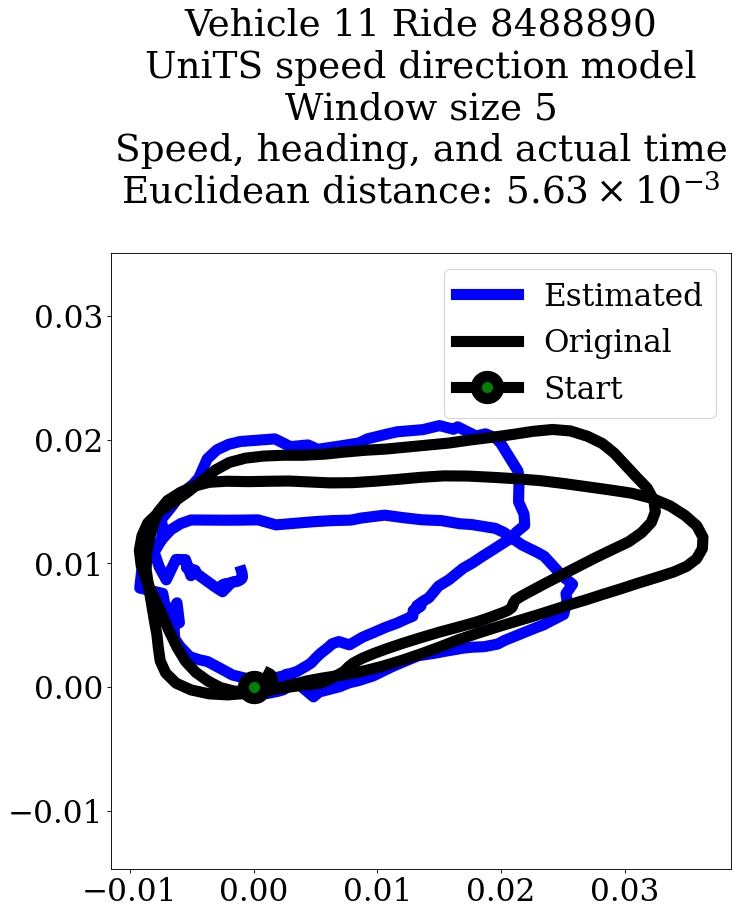 Vehicle 11 Ride 8488890
UniTS speed direction model
Window size 5
Speed, heading, and actual time
Euclidean distance: 5.63 × 10⁻³
Estimated
Original
Start
0.03
0.02
0.01
0.00
−0.01
−0.01 0.00 0.01 0.02 0.03